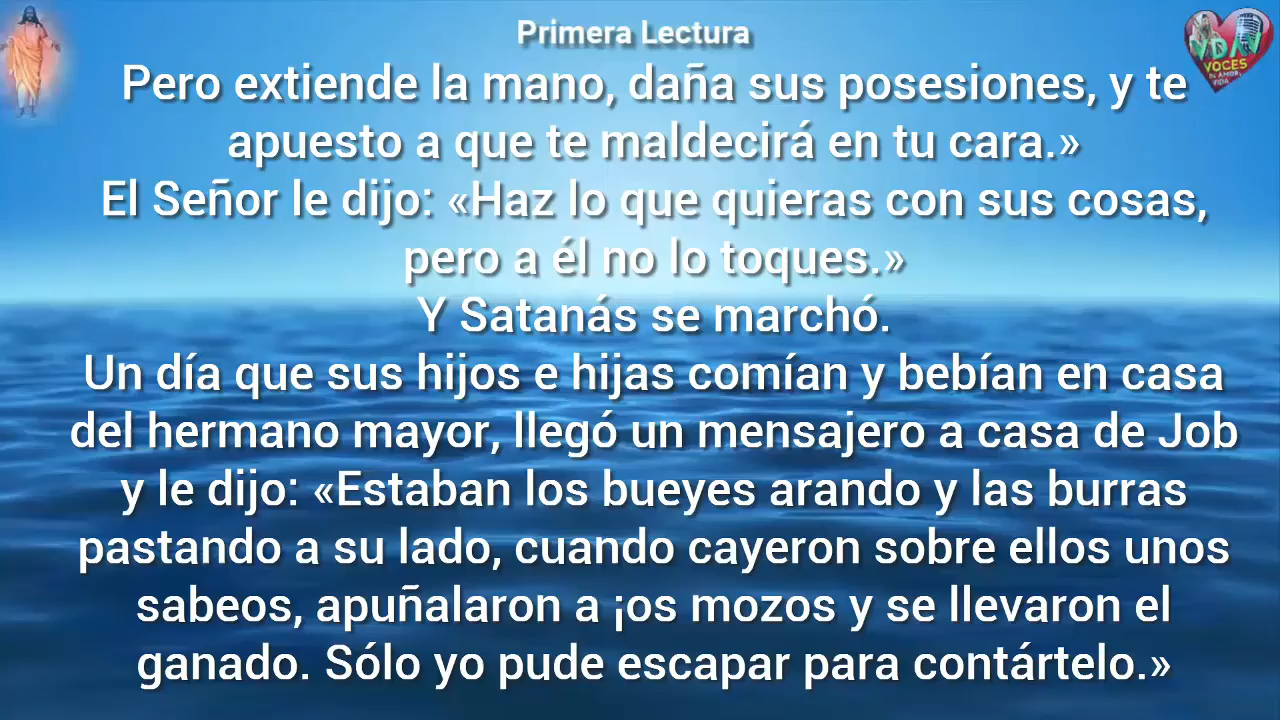 Primera Lectura
Pero extiende la mano, daña sus posesiones, y te
apuesto a que te maldecirá en tu cara.»
El Señor le dijo: «Haz lo que quieras con sus cosas,
pero a él no lo toques.»
Y Satanás se marchó.
Un día que sus hijos e hijas comían y bebían en casa
del hermano mayor, llegó un mensajero a casa de Job
y le dijo: «Estaban los bueyes arando y las burras
pastando a su lado, cuando cayeron sobre ellos unos
sabeos, apuñalaron a ¡os mozos y se llevaron el
ganado. Sólo yo pude escapar para contártelo.»
VDAV
VOCES
DE AMOR Y
VIDA